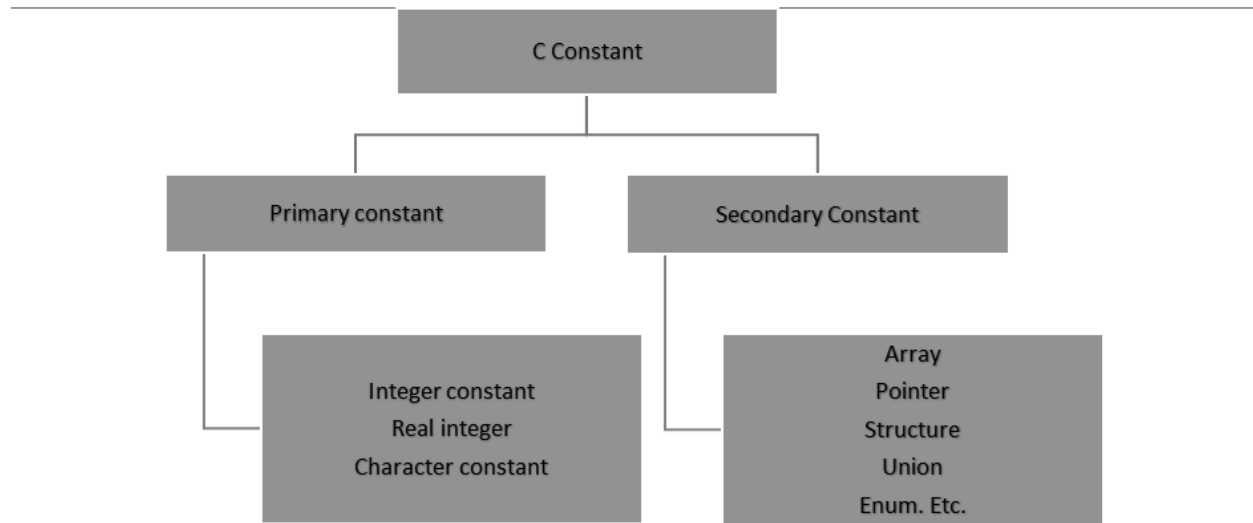 C Constant
Primary constant
Secondary Constant
Integer constant
Real integer
Character constant
Array
Pointer
Structure
Union
Enum. Etc.